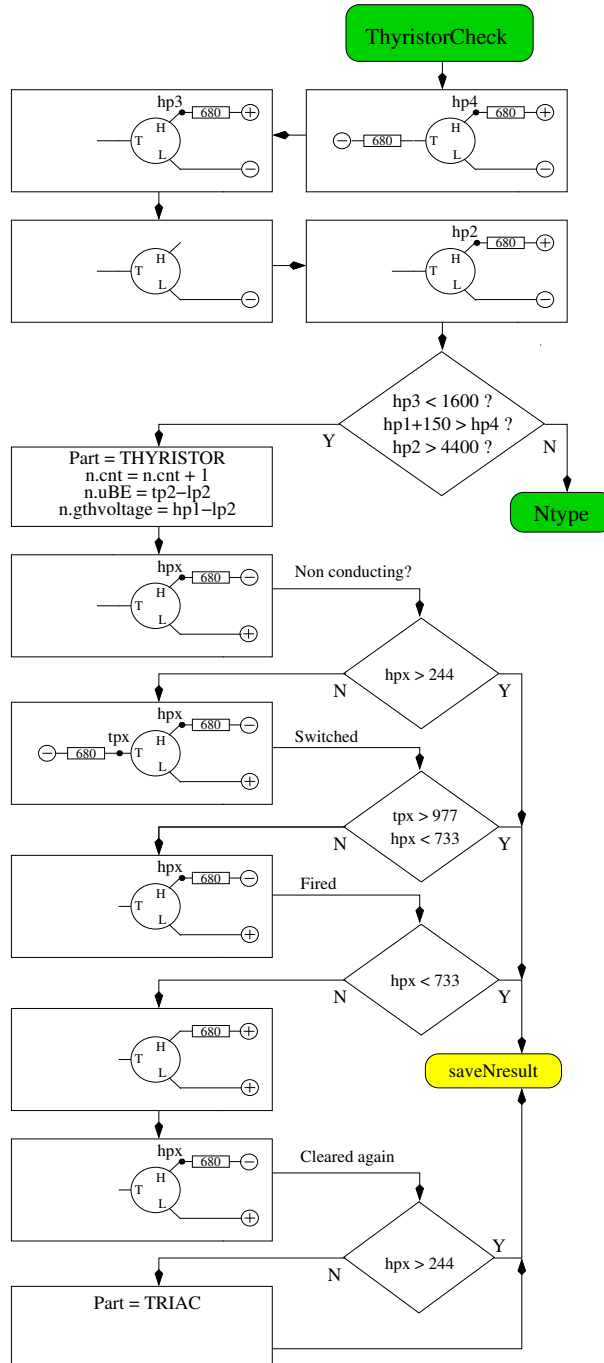 ThyristorCheck
hp4
680 +
− 680 T H L −
hp3
680 +
T H L −
T H L −
hp2
680 +
T H L −
hp3 < 1600 ?
hp1+150 > hp4 ?
hp2 > 4400 ?
Y
N
Ntype
Part = THYRISTOR
n.cnt = n.cnt + 1
n.uBE = tp2−lp2
n.gthvoltage = hp1−lp2
hpx
680 −
T H L +
Non conducting?
hpx > 244
N
Y
hpx
680 −
tpx
− 680 T H L +
Switched
tpx > 977
hpx < 733
N
Y
hpx
680 −
T H L +
Fired
hpx < 733
N
Y
680 +
T H L +
saveNresult
hpx
680 −
T H L +
Cleared again
hpx > 244
N
Y
Part = TRIAC